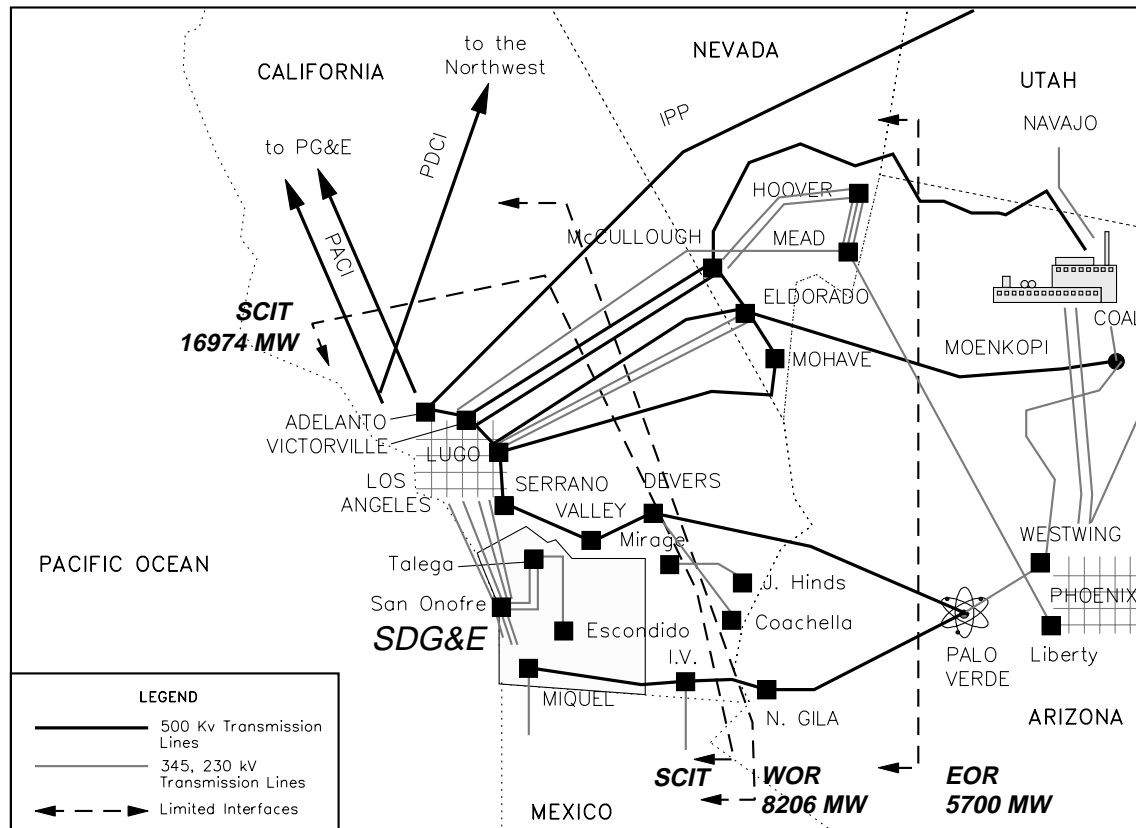 to the
Northwest
NEVADA
CALIFORNIA
UTAH
IPP
NAVAJO
PDCI
to PG&E
HOOVER
PACI
McCULLOUGH
MEAD
SCIT
16974 MW
ELDORADO
COAL
MOENKOPI
MOHAVE
ADELANTO
VICTORVILLE
LUGO
LOS
ANGELES
SERRANO
DEVERS
VALLEY
Mirage
WESTWING
PACIFIC OCEAN
Talega
J. Hinds
PHOENIX
San Onofre
SDG&E
Escondido
Coachella
PALO
VERDE
Liberty
I.V.
MIQUEL
N. GILA
ARIZONA
LEGEND
500 Kv Transmission
Lines
345, 230 kV
Transmission Lines
Limited Interfaces
SCIT
WOR
8206 MW
EOR
5700 MW
MEXICO